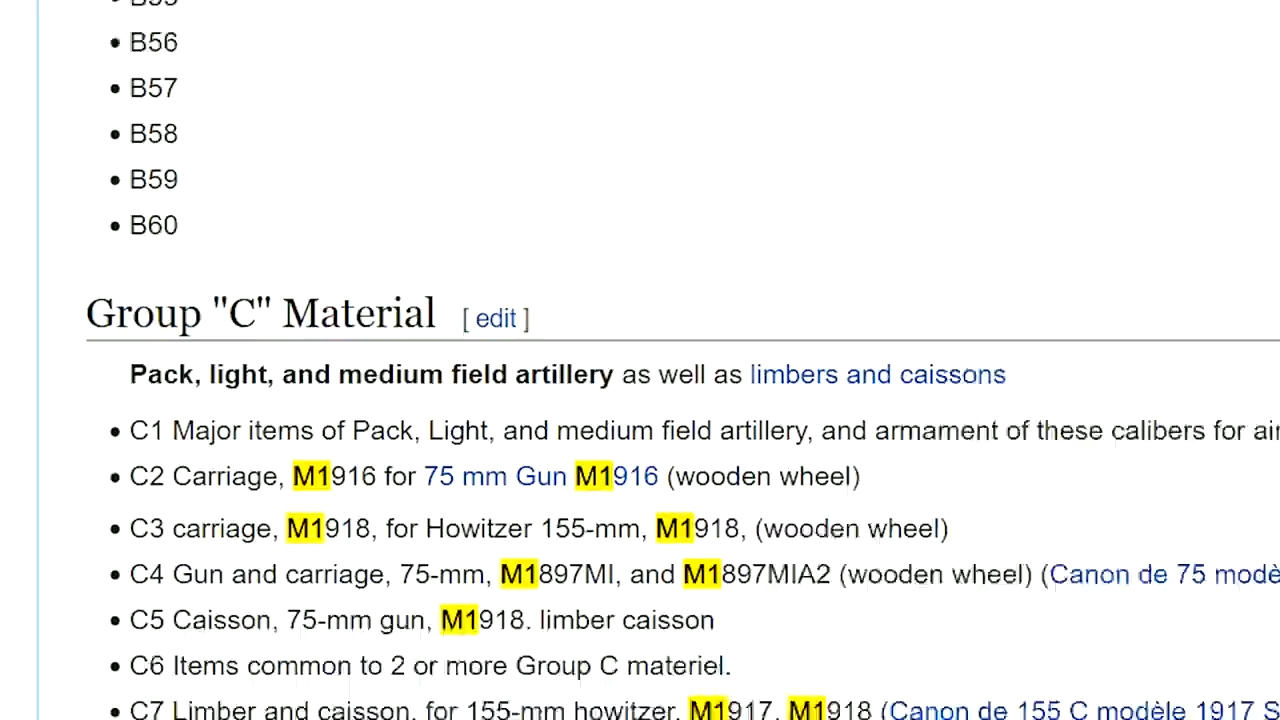 • B56
• B57
• B58
• B59
• B60
Group "C" Material [ edit ]
Pack, light, and medium field artillery as well as limbers and caissons
• C1 Major items of Pack, Light, and medium field artillery, and armament of these calibers for
• C2 Carriage, M1916 for 75 mm Gun M1916 (wooden wheel)
• C3 carriage, M1918, for Howitzer 155-mm, M1918, (wooden wheel)
• C4 Gun and carriage, 75-mm, M1897MI, and M1897MIA2 (wooden wheel) (Canon de 75
• C5 Caisson, 75-mm gun, M1918. limber caisson
• C6 Items common to 2 or more Group C materiel.
• C7 Limber and caisson, for 155-mm howitzer, M1917, M1918 (Canon de 155 C modèle 1917